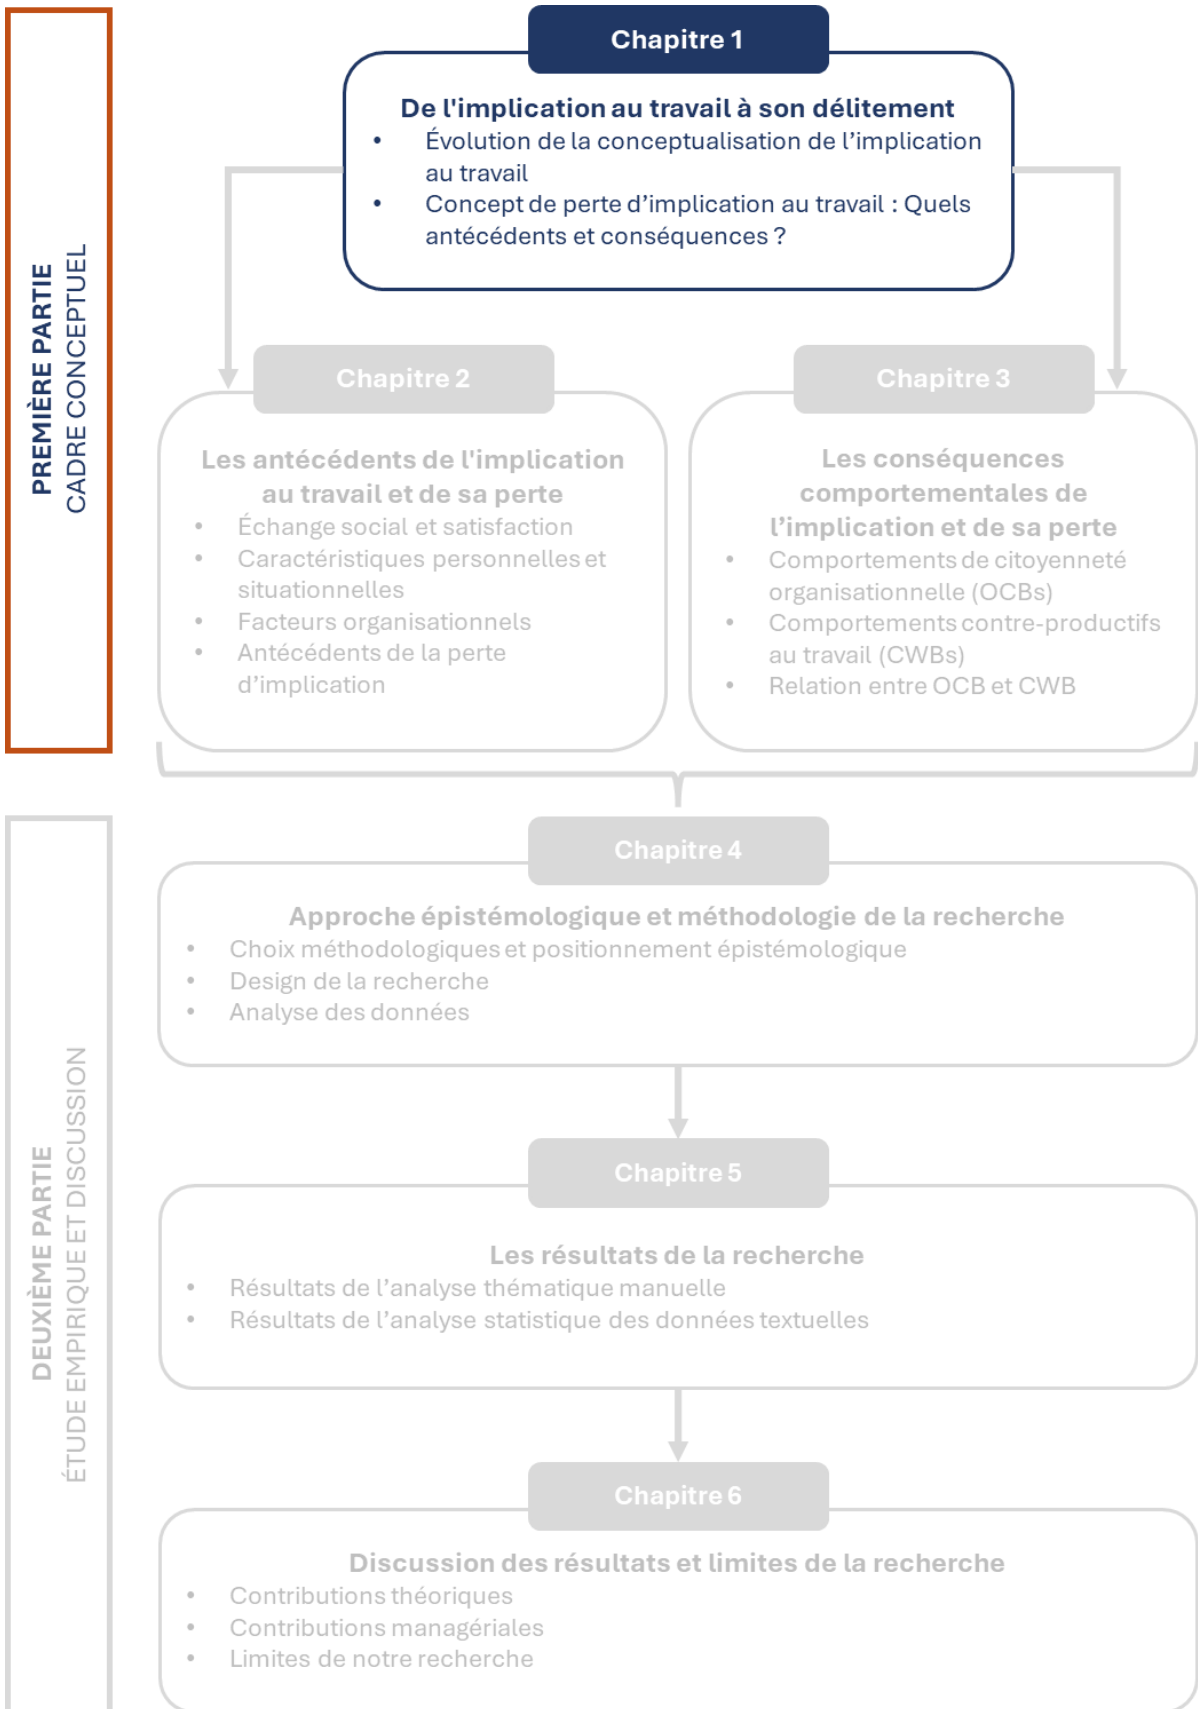 PREMIÈRE PARTIE
CADRE CONCEPTUEL
Chapitre 1
De l'implication au travail à son délitement
• Évolution de la conceptualisation de l’implication
au travail
• Concept de perte d’implication au travail : Quels
antécédents et conséquences ?
Chapitre 2
Les antécédents de l'implication
au travail et de sa perte
• Échange social et satisfaction
• Caractéristiques personnelles et
situationnelles
• Facteurs organisationnels
• Antécédents de la perte
d’implication
Chapitre 3
Les conséquences
comportementales de
l’implication et de sa perte
• Comportements de citoyenneté
organisationnelle (OCBs)
• Comportements contre-productifs
au travail (CWBs)
• Relation entre OCB et CWB
DEUXIÈME PARTIE
ÉTUDE EMPIRIQUE ET DISCUSSION
Chapitre 4
Approche épistémologique et méthodologie de la recherche
• Choix méthodologiques et positionnement épistémologique
• Design de la recherche
• Analyse des données
Chapitre 5
Les résultats de la recherche
• Résultats de l’analyse thématique manuelle
• Résultats de l’analyse statistique des données textuelles
Chapitre 6
Discussion des résultats et limites de la recherche
• Contributions théoriques
• Contributions managériales
• Limites de notre recherche